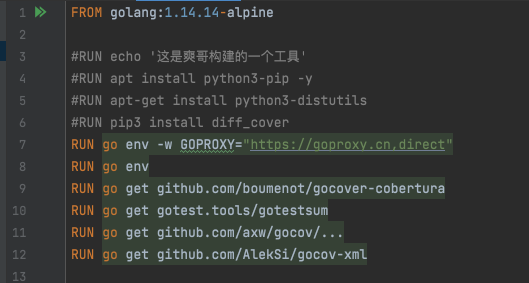 1 FROM golang:1.14.14-alpine
2
3 #RUN echo '这是奭哥构建的一个工具'
4 #RUN apt install python3-pip -y
5 #RUN apt-get install python3-distutils
6 #RUN pip3 install diff_cover
7 RUN go env -w GOPROXY="https://goproxy.cn,direct"
8 RUN go env
9 RUN go get github.com/boumenot/gocover-cobertura
10 RUN go get gotest.tools/gotestsum
11 RUN go get github.com/axw/gocov/...
12 RUN go get github.com/AlekSi/gocov-xml
13